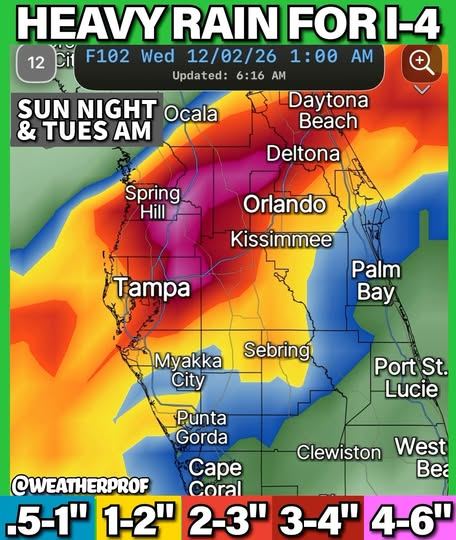 HEAVY RAIN FOR I-4
12
F102 Wed 12/02/26 1:00 AM
Updated: 6:16 AM
SUN NIGHT
& TUES AM
Ocala
Daytona
Beach
Deltona
Spring
Hill
Orlando
Kissimmee
Tampa
Palm
Bay
Myakka
City
Sebring
Port St.
Lucie
Punta
Gorda
Clewiston
West
Cape
Coral
@WEATHERPROF
.5-1" 1-2" 2-3" 3-4" 4-6"